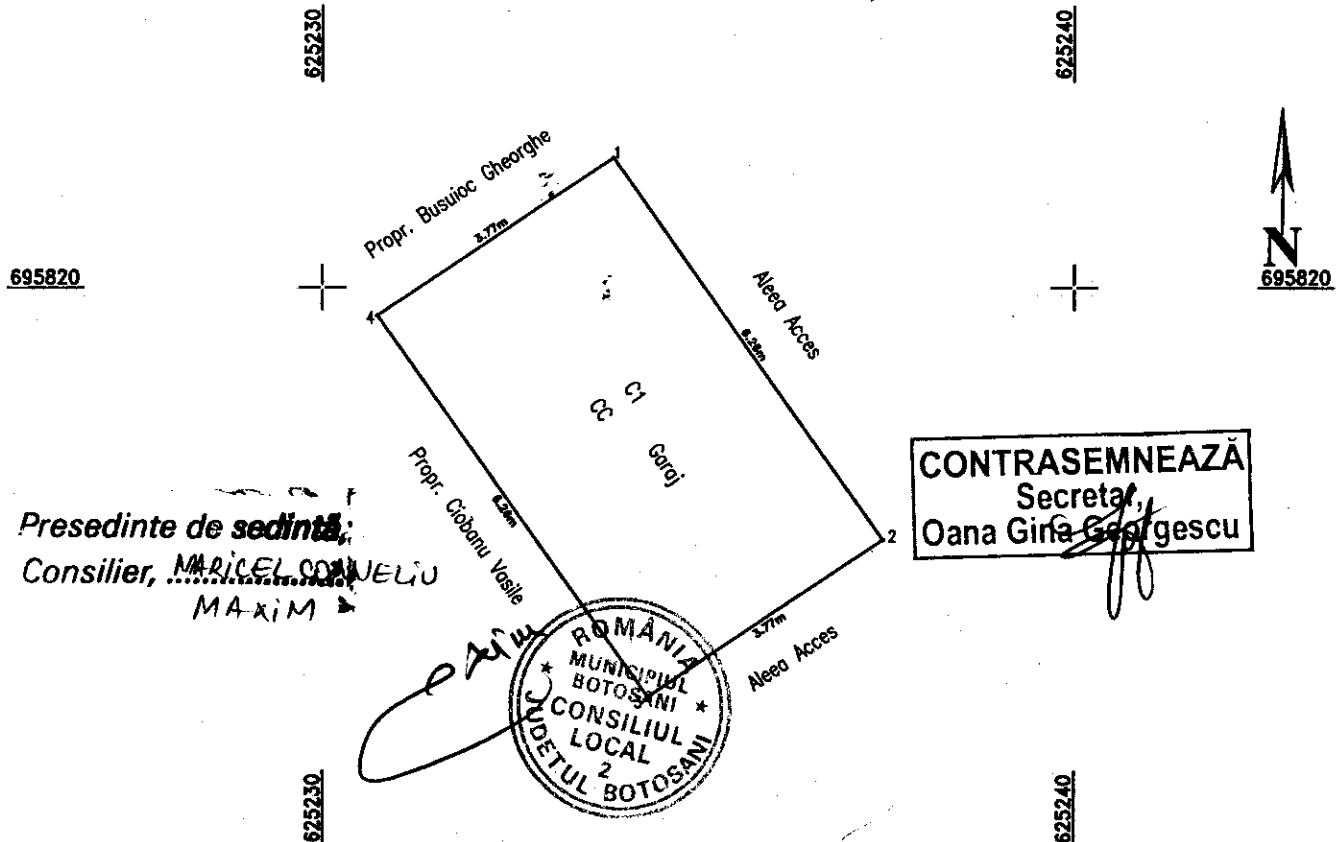 625230
625240
1
Propr. Busuioc Gheorghe
3.77m
N
695820
695820
4
Aleea Acces
C1
CC
Garaj
Propr. Ciobanu Vasile
2
3.77m
Aleea Acces
CONTRASEMNEAZĂ
Secretar,
Oana Gina Georgescu
Presedinte de sedintă,
Consilier, MARICEL CORNELIU
MAXIM
ROMÂNIA
MUNICIPIUL
BOTOSANI
CONSILIUL
LOCAL
2
JUDETUL BOTOSANI
625230
625240